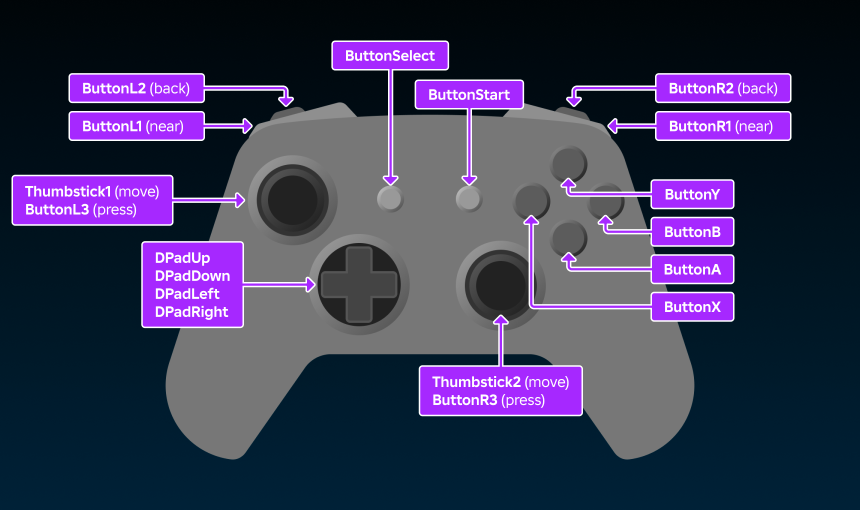 ButtonSelect
ButtonL2 (back)
ButtonStart
ButtonR2 (back)
ButtonL1 (near)
ButtonR1 (near)
Thumbstick1 (move)
ButtonL3 (press)
ButtonY
ButtonB
DPadUp
DPadDown
DPadLeft
DPadRight
ButtonA
ButtonX
Thumbstick2 (move)
ButtonR3 (press)